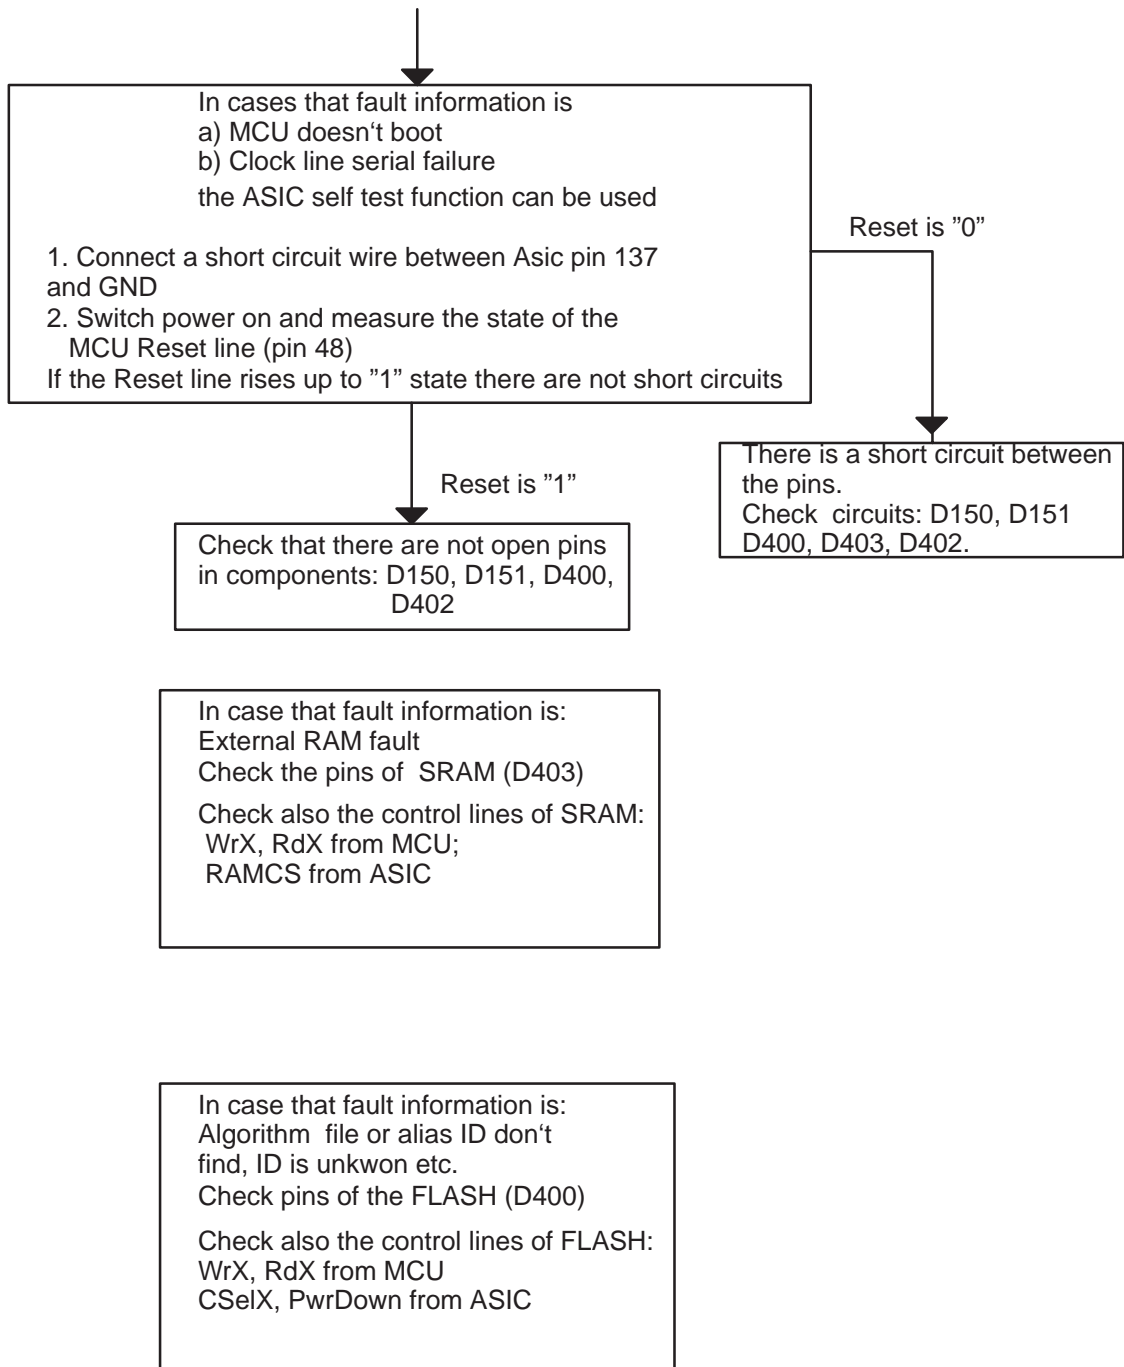 In cases that fault information is
a) MCU doesn‘t boot
b) Clock line serial failure
the ASIC self test function can be used
1. Connect a short circuit wire between Asic pin 137
and GND
2. Switch power on and measure the state of the
MCU Reset line (pin 48)
If the Reset line rises up to ”1” state there are not short circuits
Reset is ”0”
There is a short circuit between
the pins.
Check circuits: D150, D151
D400, D403, D402.
Reset is ”1”
Check that there are not open pins
in components: D150, D151, D400,
D402
In case that fault information is:
External RAM fault
Check the pins of SRAM (D403)
Check also the control lines of SRAM:
WrX, RdX from MCU;
RAMCS from ASIC
In case that fault information is:
Algorithm file or alias ID don‘t
find, ID is unkwon etc.
Check pins of the FLASH (D400)
Check also the control lines of FLASH:
WrX, RdX from MCU
CSelX, PwrDown from ASIC